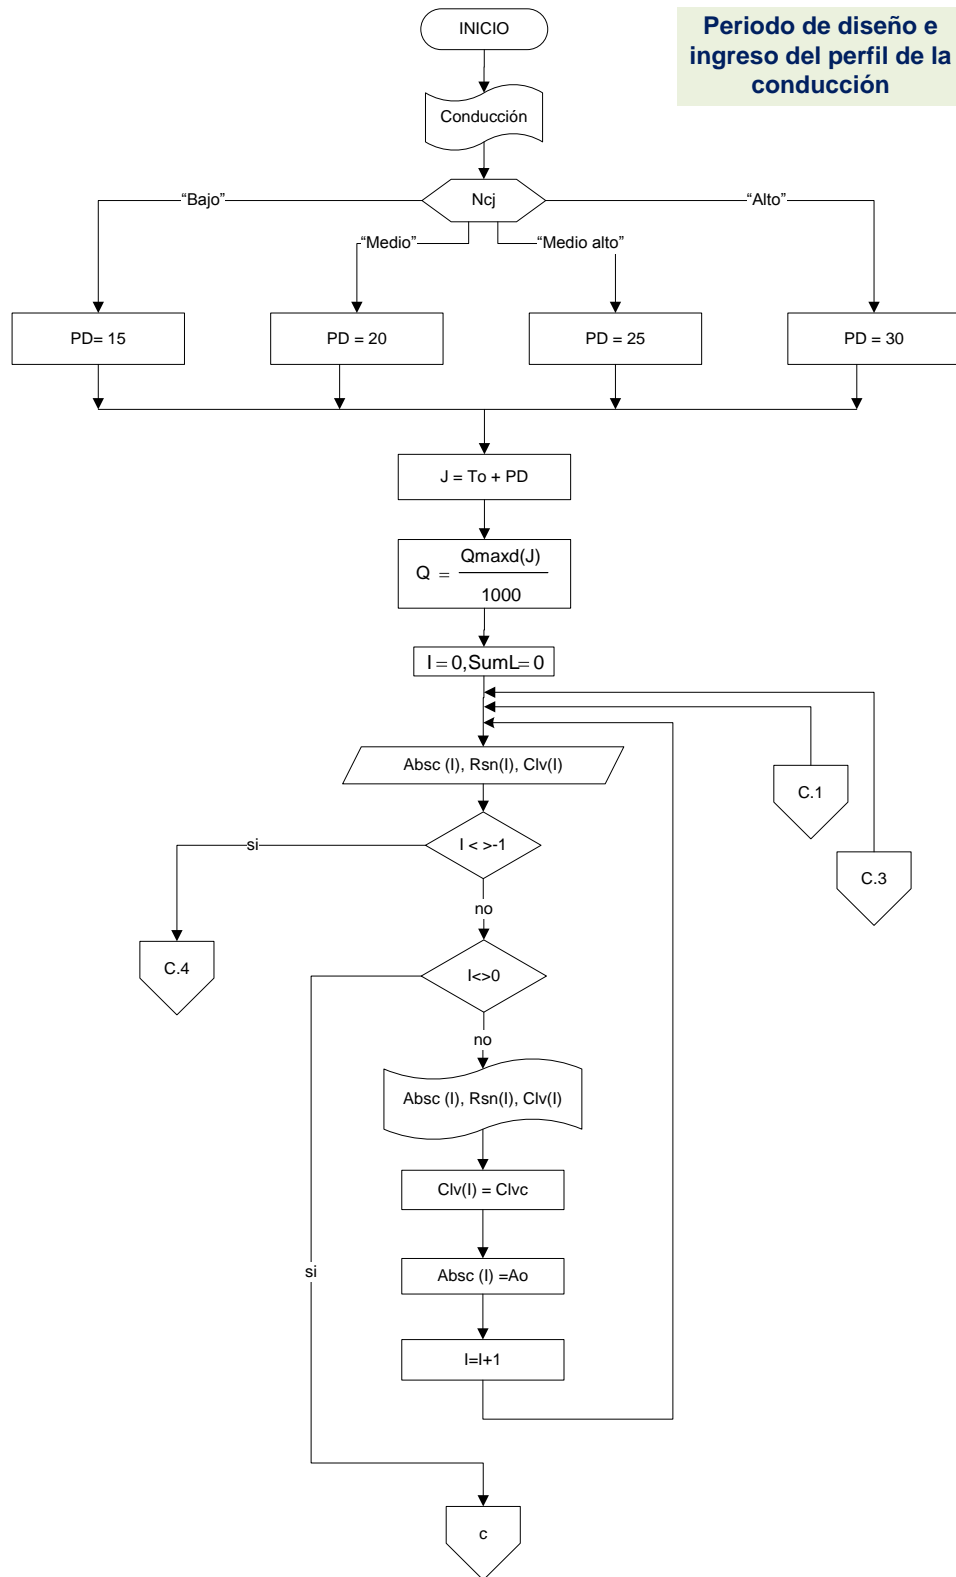 INICIO
Periodo de diseño e
ingreso del perfil de la
conducción
Conducción
Ncj
“Bajo”
“Alto”
“Medio”
“Medio alto”
PD= 15
PD = 20
PD = 25
PD = 30
J = To + PD
Q = Qmaxd(J)
1000
I = 0,SumL= 0
Absc (I), Rsn(I), Clv(I)
C.1
I < >-1
si
C.3
no
C.4
I<>0
no
Absc (I), Rsn(I), Clv(I)
Clv(I) = Clvc
si
Absc (I) =Ao
I=I+1
c